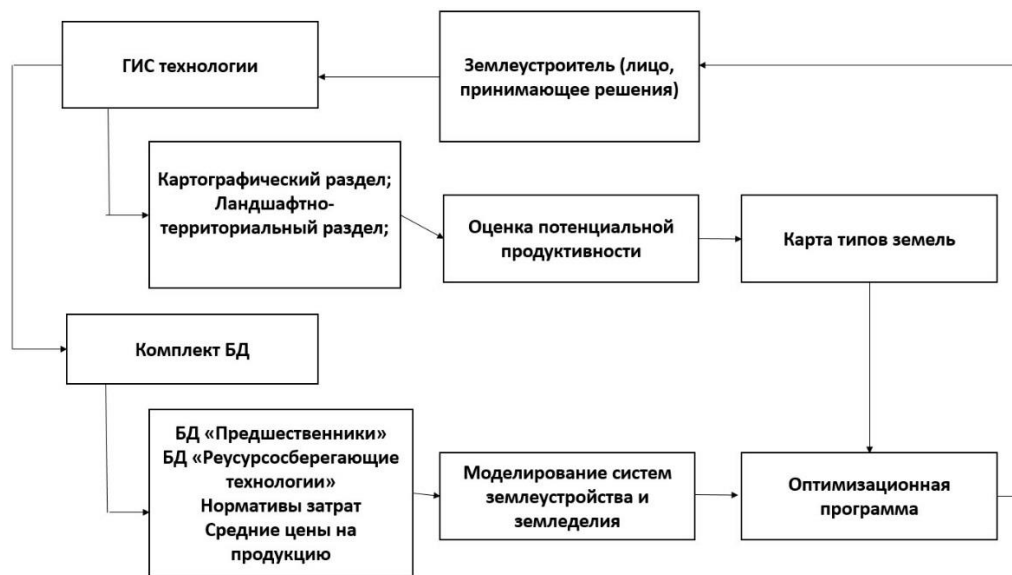 ГИС технологии
Землеустроитель (лицо,
принимающее решения)
Картографический раздел;
Ландшафтно-
территориальный раздел;
Оценка потенциальной
продуктивности
Карта типов земель
Комплект БД
БД «Предшественники»
БД «Реусурсосберегающие
технологии»
Нормативы затрат
Средние цены на
продукцию
Моделирование систем
землеустройства и
земледелия
Оптимизационная
программа